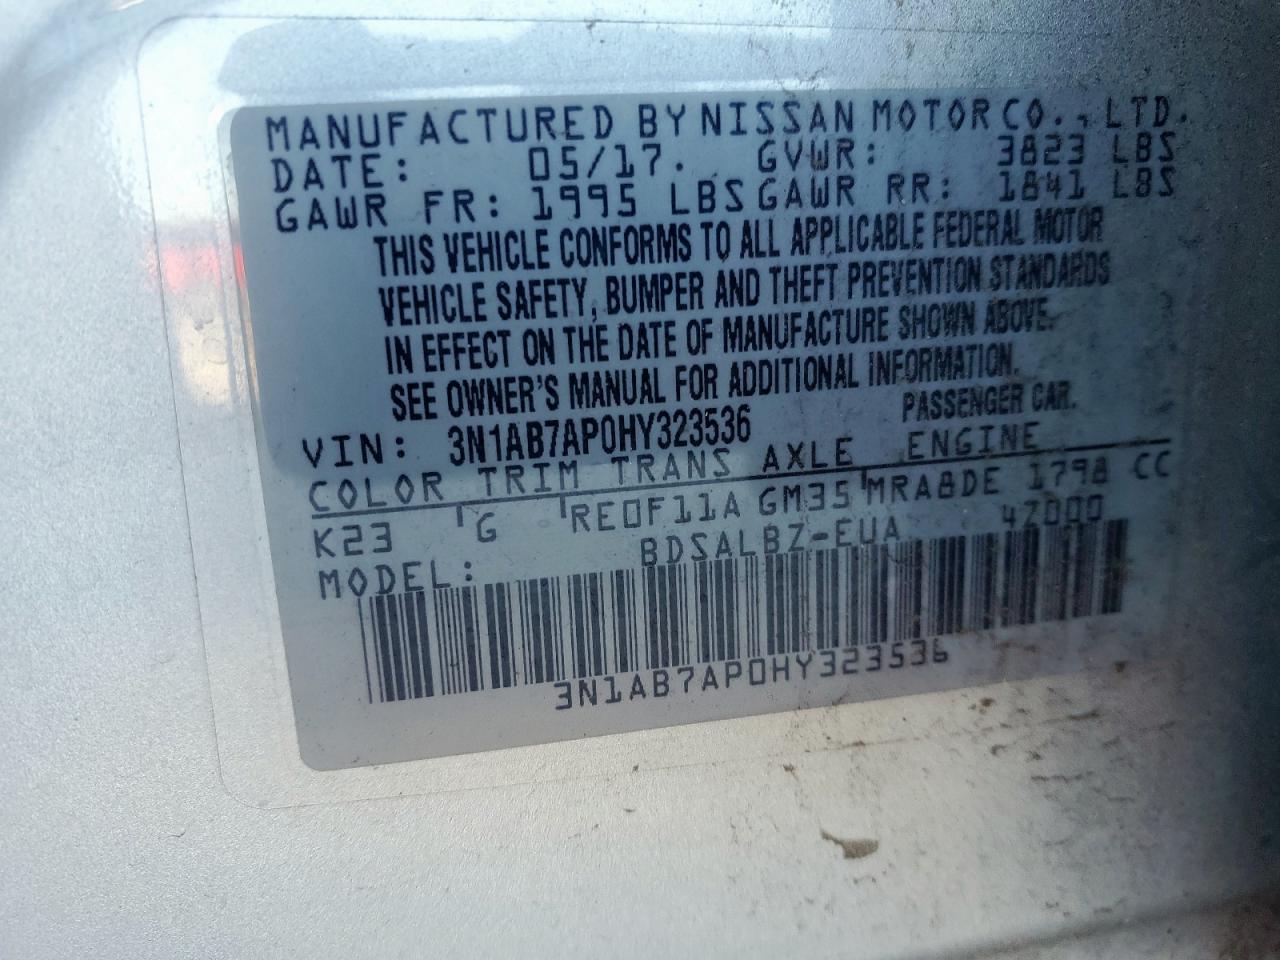 MANUFACTURED BY NISSAN MOTOR CO., LTD.
DATE: 05/17. GVWR: 3823 LBS
GAWR FR: 1995 LBS GAWR RR: 1841 LBS
THIS VEHICLE CONFORMS TO ALL APPLICABLE FEDERAL MOTOR
VEHICLE SAFETY, BUMPER AND THEFT PREVENTION STANDARDS
IN EFFECT ON THE DATE OF MANUFACTURE SHOWN ABOVE.
SEE OWNER'S MANUAL FOR ADDITIONAL INFORMATION.
VIN: 3N1AB7AP0HY323536 PASSENGER CAR.
COLOR TRIM TRANS AXLE ENGINE
K23 G RE0F11A GM35 MRA8DE 1798 CC
MODEL: BDSALBZ-EUA 4Z000
3N1AB7AP0HY323536